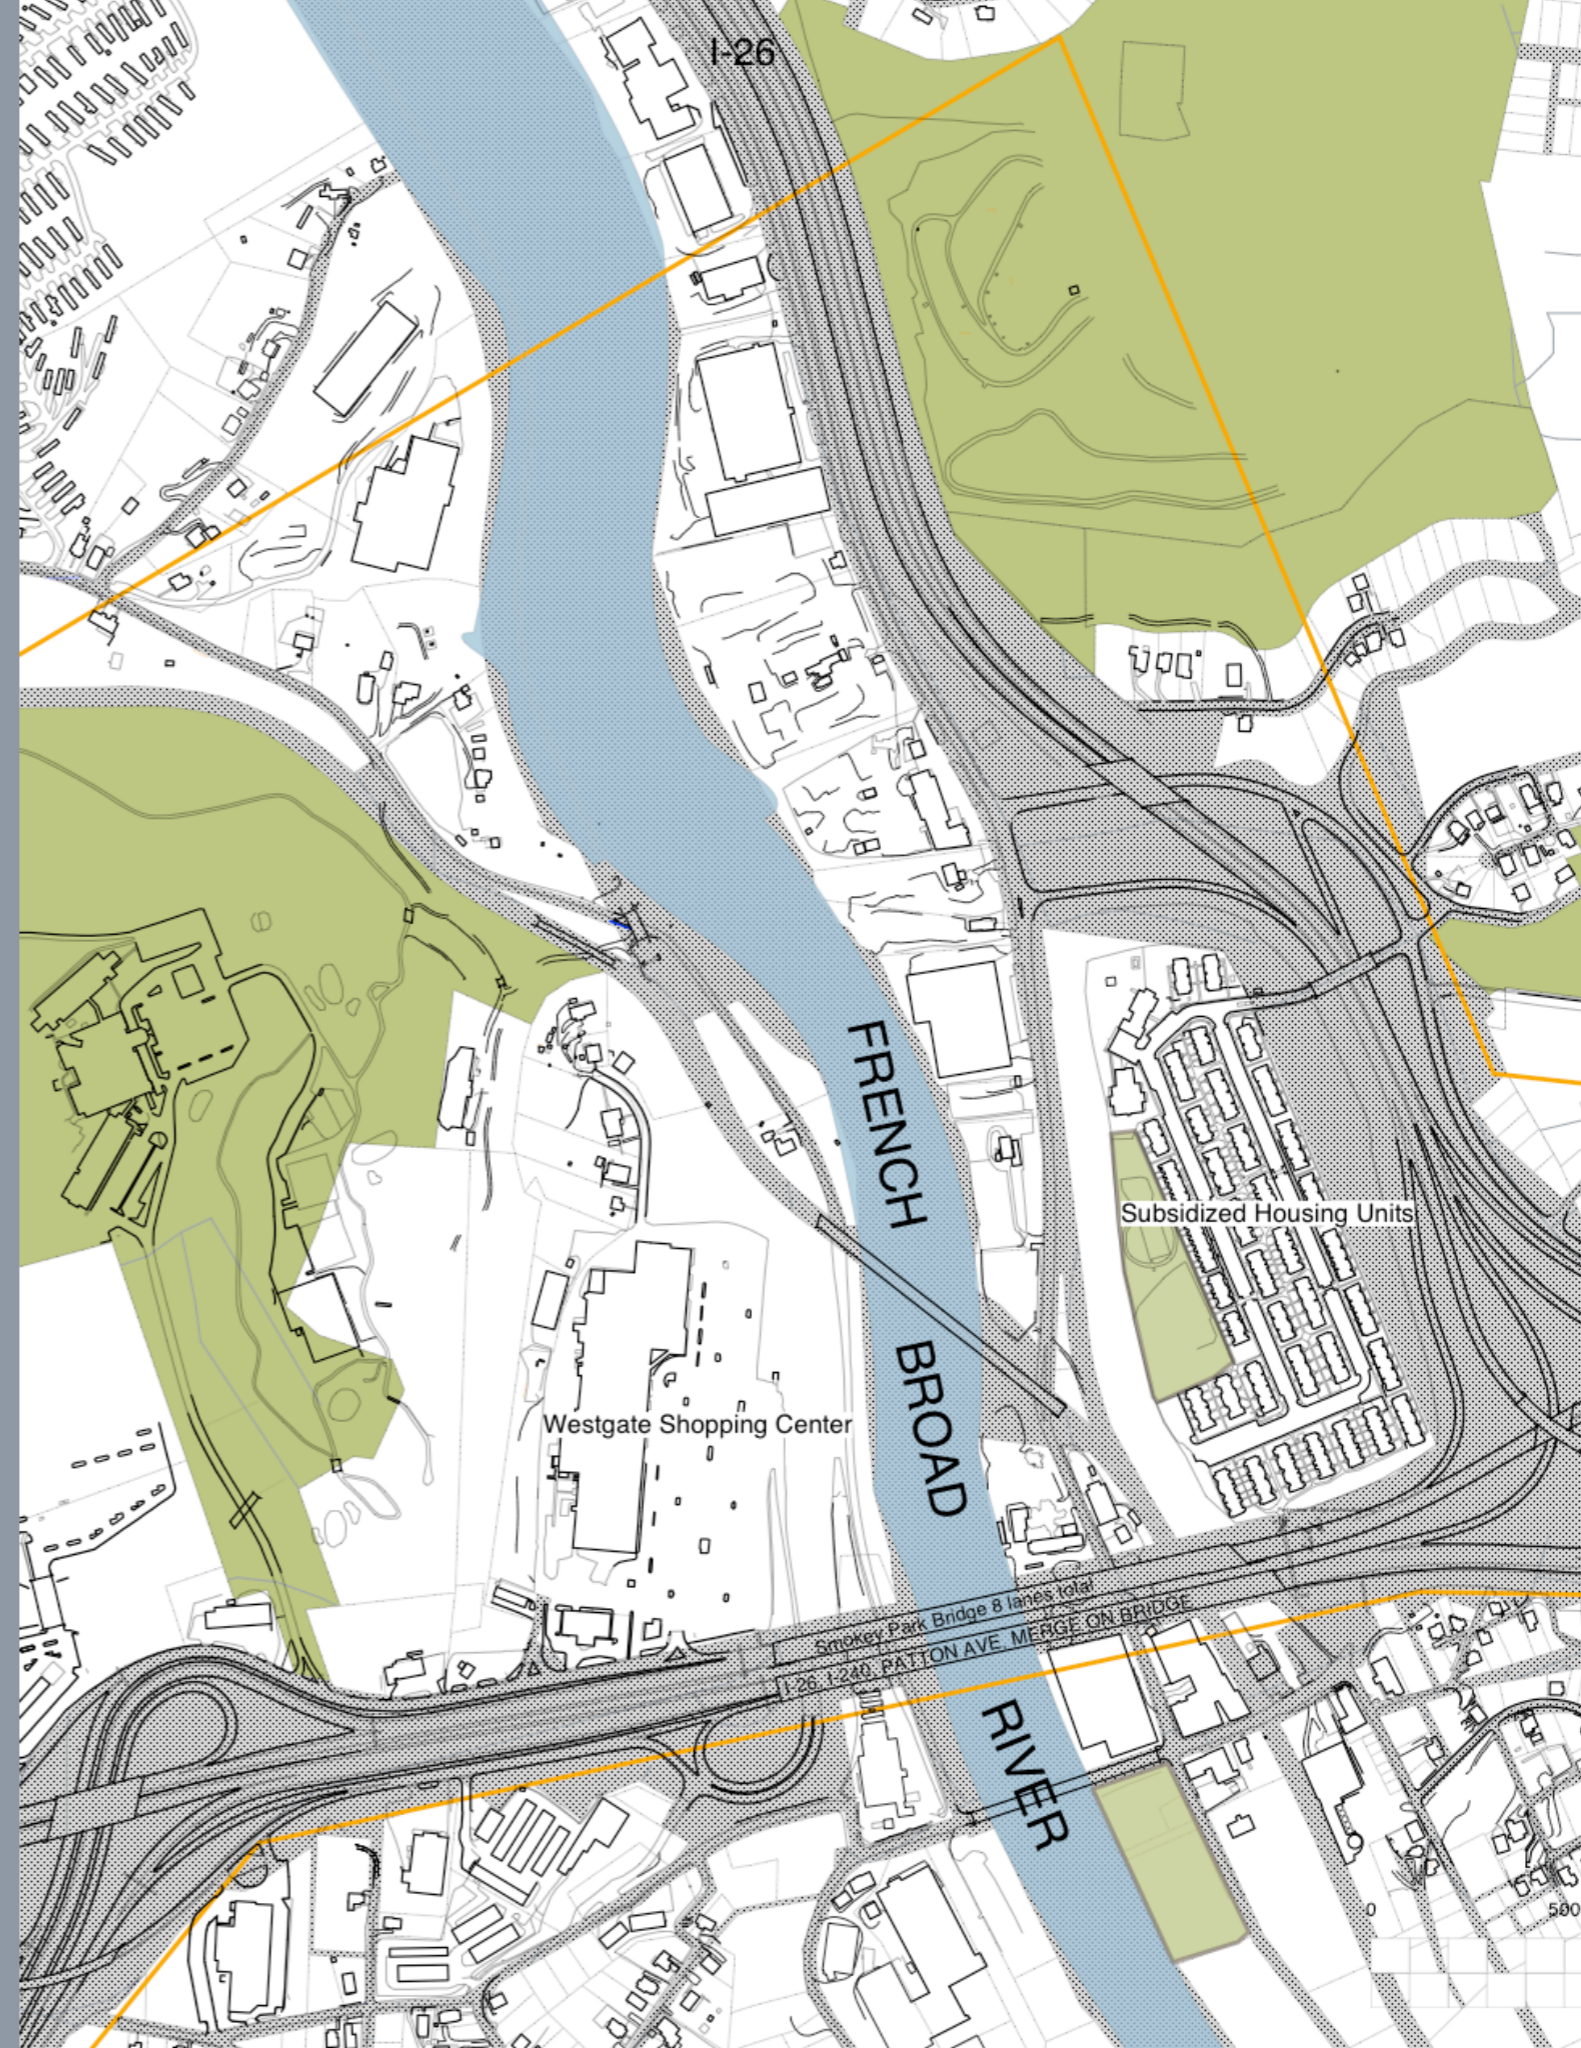 I-26
FRENCH
Subsidized Housing Units
BROAD
Westgate Shopping Center
Smokey Park Bridge 8 lanes total
I-26, I-240, PATTON AVE. MERGE ON BRIDGE
RIVER
0 500